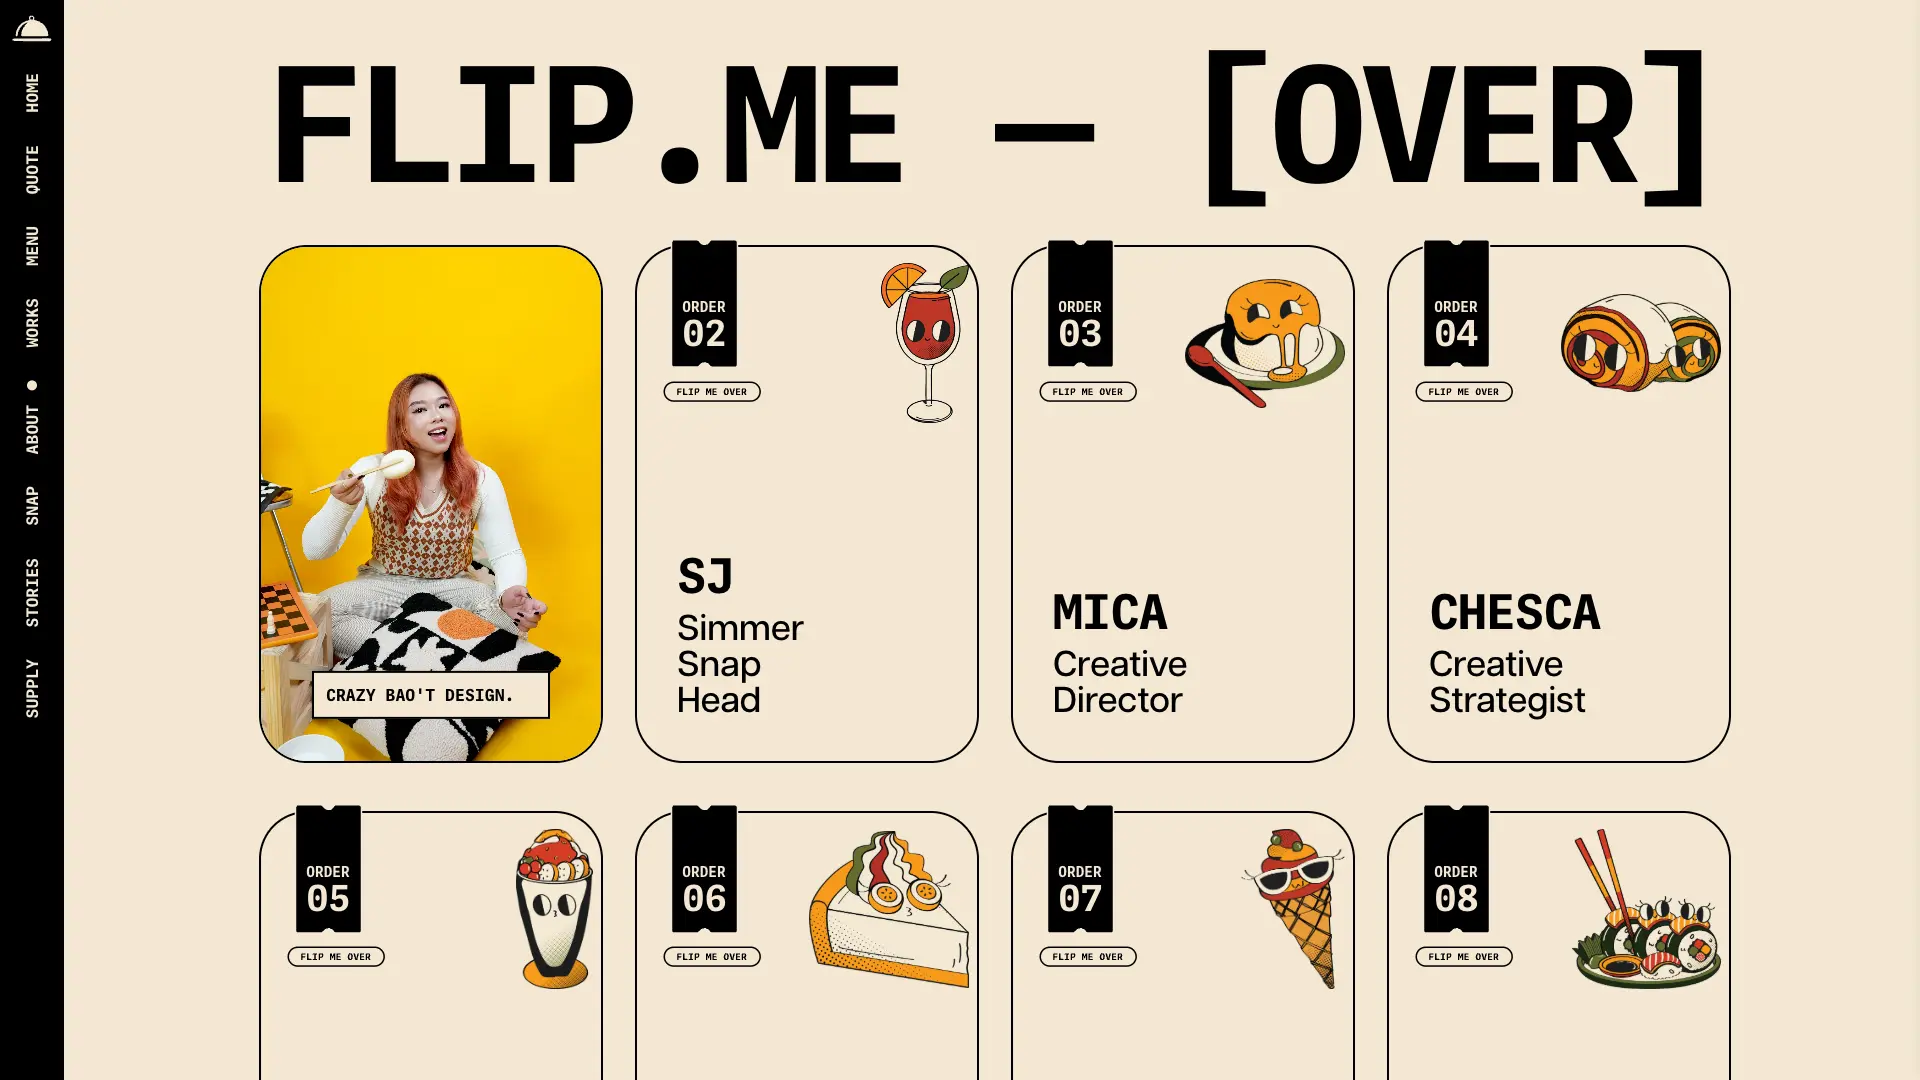 HOME
QUOTE
MENU
WORKS
ABOUT
SNAP
STORIES
SUPPLY
FLIP.ME — [OVER]
CRAZY BAO'T DESIGN.
ORDER
02
FLIP ME OVER
SJ
Simmer
Snap
Head
ORDER
03
FLIP ME OVER
MICA
Creative
Director
ORDER
04
FLIP ME OVER
CHESCA
Creative
Strategist
ORDER
05
FLIP ME OVER
ORDER
06
FLIP ME OVER
ORDER
07
FLIP ME OVER
ORDER
08
FLIP ME OVER